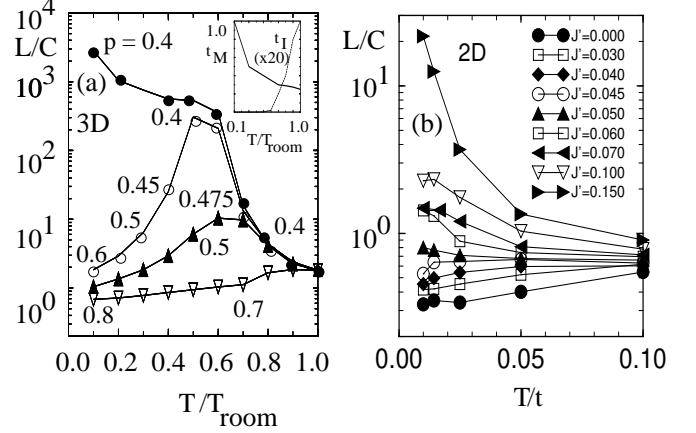 L/C
p = 0.4
(a)
3D
10^4
10^3
10^2
10^1
10^0
t_M
t_I
(x20)
0.1
1.0
T/T_room
0.4
0.45
0.5
0.475
0.4
0.6
0.5
0.8
0.7
0.0 0.2 0.4 0.6 0.8 1.0
T/T_room
L/C
2D
(b)
10^1
10^0
J'=0.000
J'=0.030
J'=0.040
J'=0.045
J'=0.050
J'=0.060
J'=0.070
J'=0.100
J'=0.150
0.00 0.05 0.10
T/t